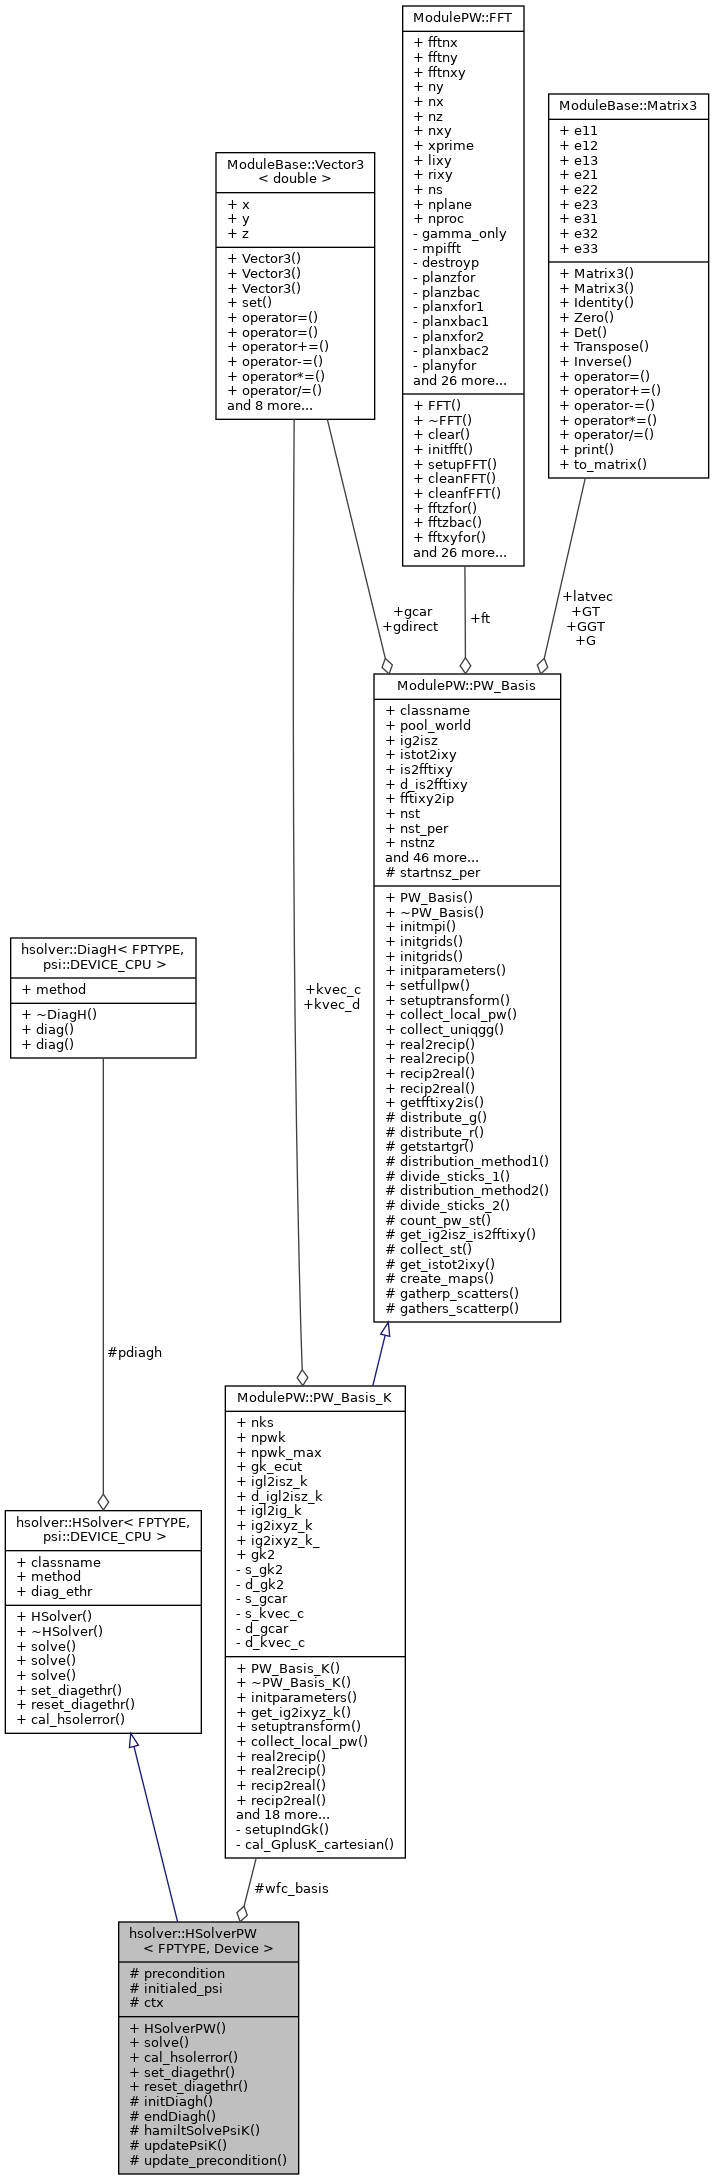 ModulePW::FFT
+ fftnx
+ fftny
+ fftnxy
+ ny
+ nx
+ nz
+ nxy
+ xprime
+ lixy
+ rixy
+ ns
+ nplane
+ nproc
- gamma_only
- mpifft
- destroyp
- planzfor
- planzbac
- planxfor1
- planxbac1
- planxfor2
- planxbac2
- planyfor
and 26 more...
+ FFT()
+ ~FFT()
+ clear()
+ initfft()
+ setupFFT()
+ cleanFFT()
+ cleanfFFT()
+ fftzfor()
+ fftzbac()
+ fftxyfor()
and 26 more...
ModuleBase::Matrix3
+ e11
+ e12
+ e13
+ e21
+ e22
+ e23
+ e31
+ e32
+ e33
+ Matrix3()
+ Matrix3()
+ Identity()
+ Zero()
+ Det()
+ Transpose()
+ Inverse()
+ operator=()
+ operator+=()
+ operator-=()
+ operator*=()
+ operator/=()
+ print()
+ to_matrix()
ModuleBase::Vector3
< double >
+ x
+ y
+ z
+ Vector3()
+ Vector3()
+ Vector3()
+ set()
+ operator=()
+ operator=()
+ operator+=()
+ operator-=()
+ operator*=()
+ operator/=()
and 8 more...
+gcar
+gdirect
+ft
+latvec
+GT
+GGT
+G
ModulePW::PW_Basis
+ classname
+ pool_world
+ ig2isz
+ istot2ixy
+ is2fftixy
+ d_is2fftixy
+ fftixy2ip
+ nst
+ nst_per
+ nstnz
and 46 more...
# startnsz_per
+ PW_Basis()
+ ~PW_Basis()
+ initmpi()
+ initgrids()
+ initgrids()
+ initparameters()
+ setfullpw()
+ setuptransform()
+ collect_local_pw()
+ collect_uniqgg()
+ real2recip()
+ real2recip()
+ recip2real()
+ recip2real()
+ getfftixy2is()
# distribute_g()
# distribute_r()
# getstartgr()
# distribution_method1()
# divide_sticks_1()
# distribution_method2()
# divide_sticks_2()
# count_pw_st()
# get_ig2isz_is2fftixy()
# collect_st()
# get_istot2ixy()
# create_maps()
# gatherp_scatters()
# gathers_scatterp()
hsolver::DiagH< FPTYPE,
psi::DEVICE_CPU >
+ method
+ ~DiagH()
+ diag()
+ diag()
+kvec_c
+kvec_d
#pdiagh
ModulePW::PW_Basis_K
+ nks
+ npwk
+ npwk_max
+ gk_ecut
+ igl2isz_k
+ d_igl2isz_k
+ igl2ig_k
+ ig2ixyz_k
+ ig2ixyz_k_
+ gk2
- s_gk2
- d_gk2
- s_gcar
- s_kvec_c
- d_gcar
- d_kvec_c
+ PW_Basis_K()
+ ~PW_Basis_K()
+ initparameters()
+ get_ig2ixyz_k()
+ setuptransform()
+ collect_local_pw()
+ real2recip()
+ real2recip()
+ recip2real()
+ recip2real()
and 18 more...
- setupIndGk()
- cal_GplusK_cartesian()
hsolver::HSolver< FPTYPE,
psi::DEVICE_CPU >
+ classname
+ method
+ diag_ethr
+ HSolver()
+ ~HSolver()
+ solve()
+ solve()
+ solve()
+ set_diagethr()
+ reset_diagethr()
+ cal_hsolerror()
#wfc_basis
hsolver::HSolverPW
< FPTYPE, Device >
# precondition
# initialed_psi
# ctx
+ HSolverPW()
+ solve()
+ cal_hsolerror()
+ set_diagethr()
+ reset_diagethr()
# initDiagh()
# endDiagh()
# hamiltSolvePsiK()
# updatePsiK()
# update_precondition()